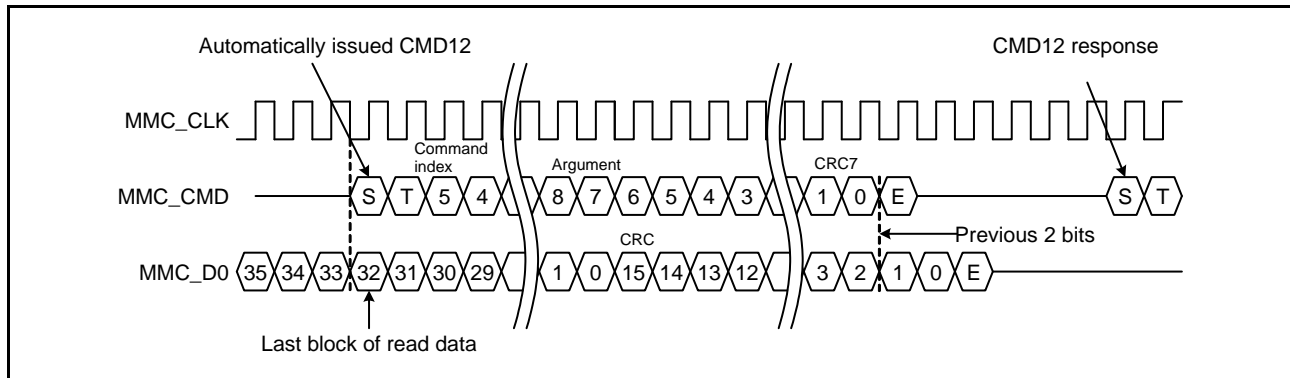 Automatically issued CMD12 CMD12 response
MMC_CLK
Command index Argument CRC7
MMC_CMD S T 5 4 8 7 6 5 4 3 1 0 E S T
Previous 2 bits
CRC
MMC_D0 35 34 33 32 31 30 29 1 0 15 14 13 12 3 2 1 0 E
Last block of read data